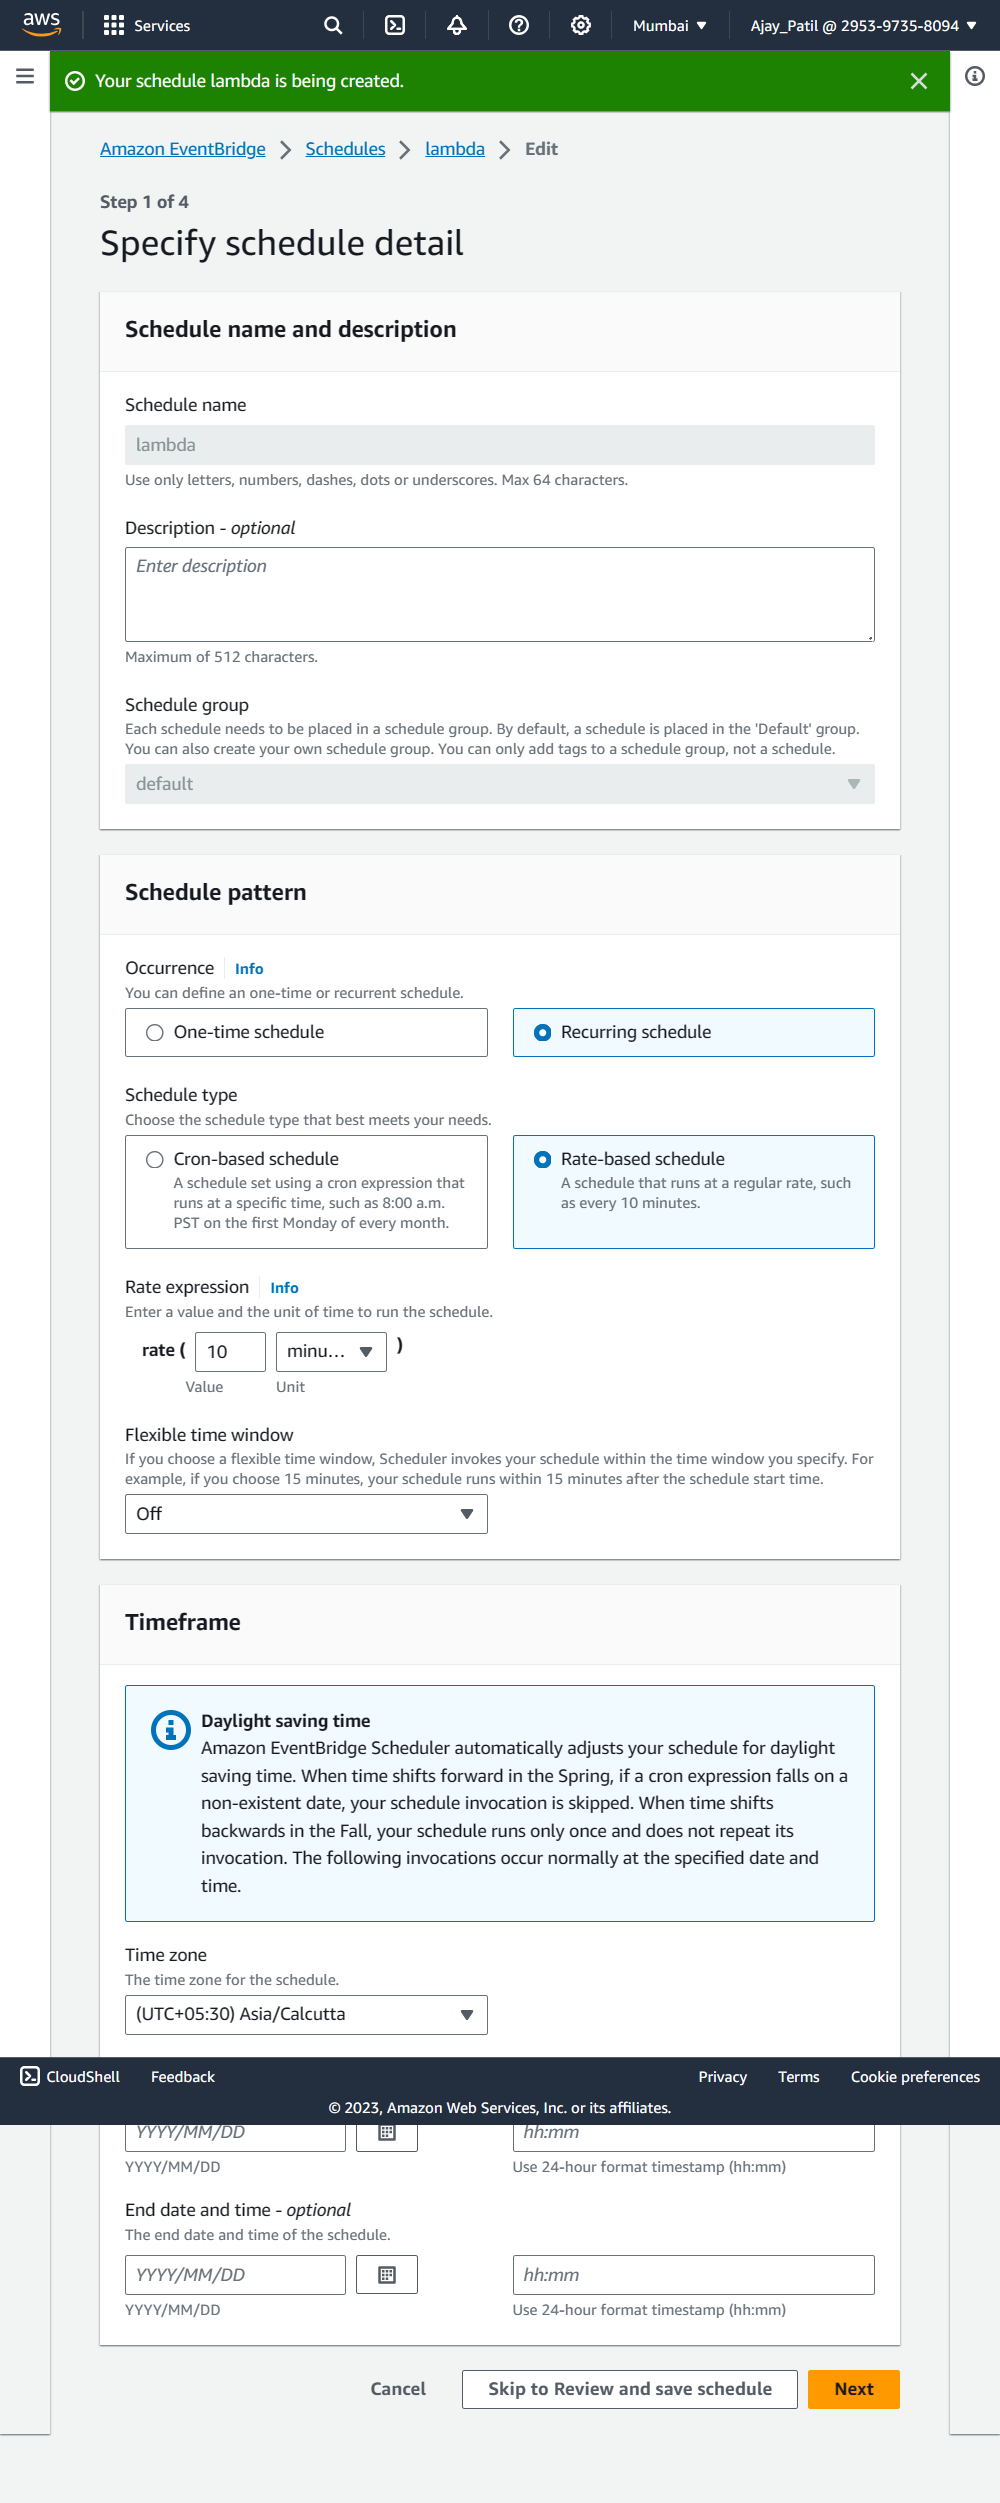 aws
Services
Mumbai
Ajay_Patil @ 2953-9735-8094
Your schedule lambda is being created.
Amazon EventBridge > Schedules > lambda > Edit
Step 1 of 4
Specify schedule detail
Schedule name and description
Schedule name
lambda
Use only letters, numbers, dashes, dots or underscores. Max 64 characters.
Description - optional
Enter description
Maximum of 512 characters.
Schedule group
Each schedule needs to be placed in a schedule group. By default, a schedule is placed in the 'Default' group.
You can also create your own schedule group. You can only add tags to a schedule group, not a schedule.
default
Schedule pattern
Occurrence Info
You can define an one-time or recurrent schedule.
One-time schedule
Recurring schedule
Schedule type
Choose the schedule type that best meets your needs.
Cron-based schedule
A schedule set using a cron expression that
runs at a specific time, such as 8:00 a.m.
PST on the first Monday of every month.
Rate-based schedule
A schedule that runs at a regular rate, such
as every 10 minutes.
Rate expression Info
Enter a value and the unit of time to run the schedule.
rate ( 10 minu... )
Value Unit
Flexible time window
If you choose a flexible time window, Scheduler invokes your schedule within the time window you specify. For
example, if you choose 15 minutes, your schedule runs within 15 minutes after the schedule start time.
Off
Timeframe
Daylight saving time
Amazon EventBridge Scheduler automatically adjusts your schedule for daylight
saving time. When time shifts forward in the Spring, if a cron expression falls on a
non-existent date, your schedule invocation is skipped. When time shifts
backwards in the Fall, your schedule runs only once and does not repeat its
invocation. The following invocations occur normally at the specified date and
time.
Time zone
The time zone for the schedule.
(UTC+05:30) Asia/Calcutta
CloudShell Feedback Privacy Terms Cookie preferences
© 2023, Amazon Web Services, Inc. or its affiliates.
YYYY/MM/DD hh:mm
YYYY/MM/DD Use 24-hour format timestamp (hh:mm)
End date and time - optional
The end date and time of the schedule.
YYYY/MM/DD hh:mm
YYYY/MM/DD Use 24-hour format timestamp (hh:mm)
Cancel Skip to Review and save schedule Next